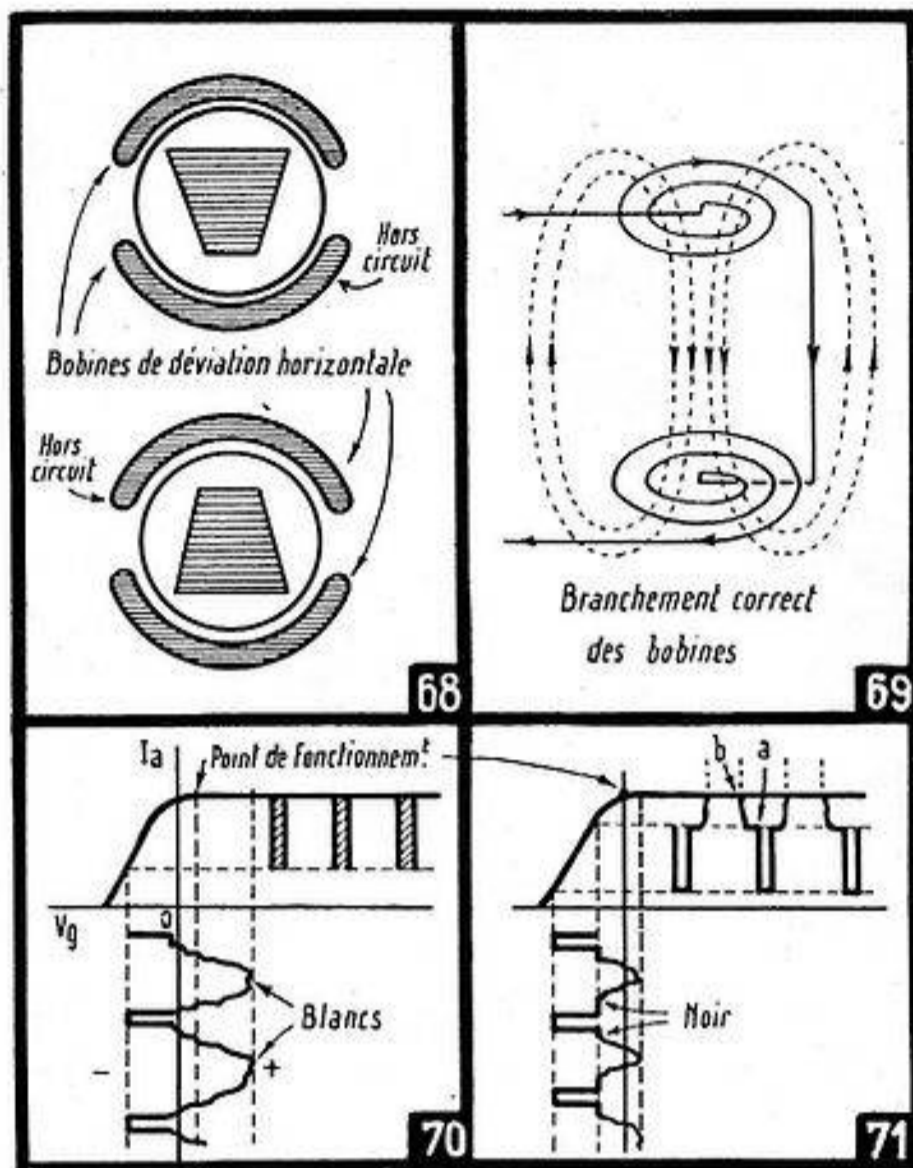 Hors
circuit
Bobines de déviation horizontale
Hors
circuit
68
Branchement correct
des bobines
69
Ia
Point de fonctionnemt.
Vg
0
Blancs
-
+
70
b
a
Noir
71